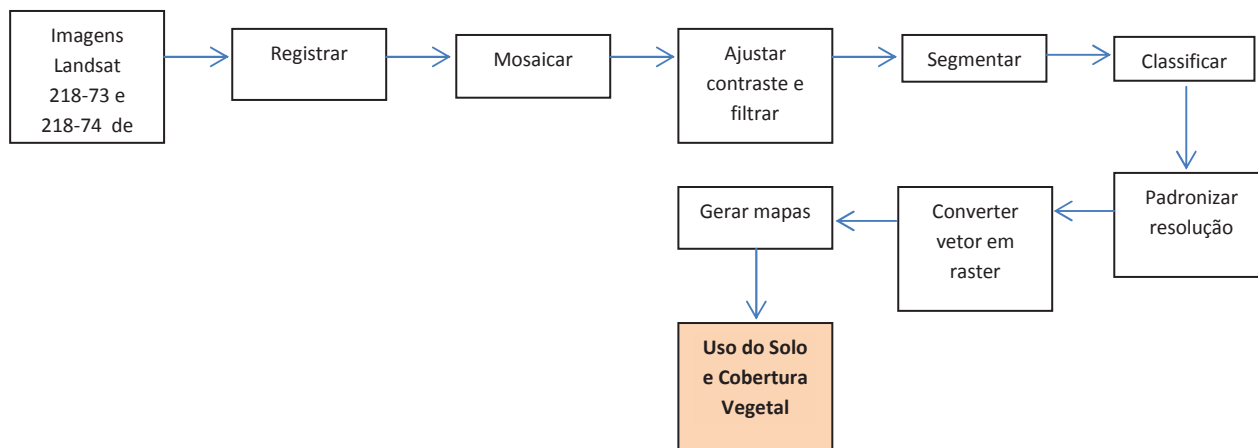 Imagens
Landsat
218-73 e
218-74 de
Registrar
Mosaicar
Ajustar
contraste e
filtrar
Segmentar
Classificar
Padronizar
resolução
Converter
vetor em
raster
Gerar mapas
Uso do Solo
e Cobertura
Vegetal